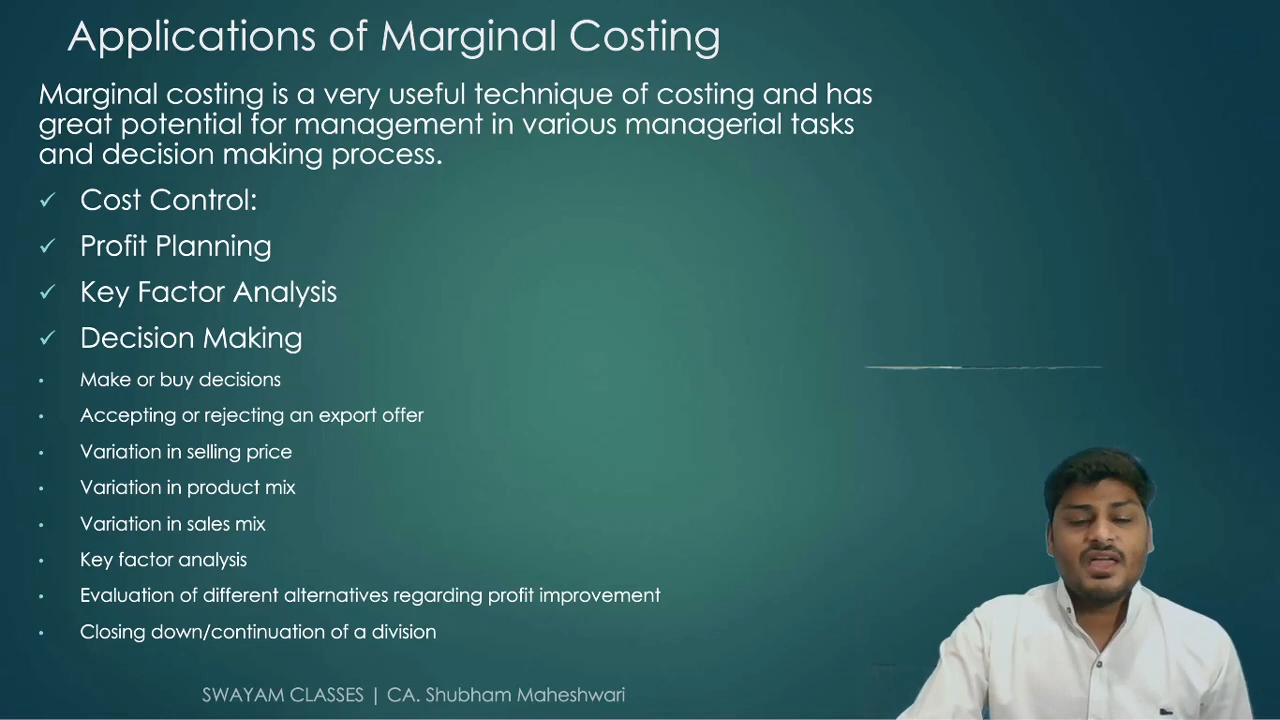 Applications of Marginal Costing
Marginal costing is a very useful technique of costing and has
great potential for management in various managerial tasks
and decision making process.
✓ Cost Control:
✓ Profit Planning
✓ Key Factor Analysis
✓ Decision Making
• Make or buy decisions
• Accepting or rejecting an export offer
• Variation in selling price
• Variation in product mix
• Variation in sales mix
• Key factor analysis
• Evaluation of different alternatives regarding profit improvement
• Closing down/continuation of a division
SWAYAM CLASSES | CA. Shubham Maheshwari